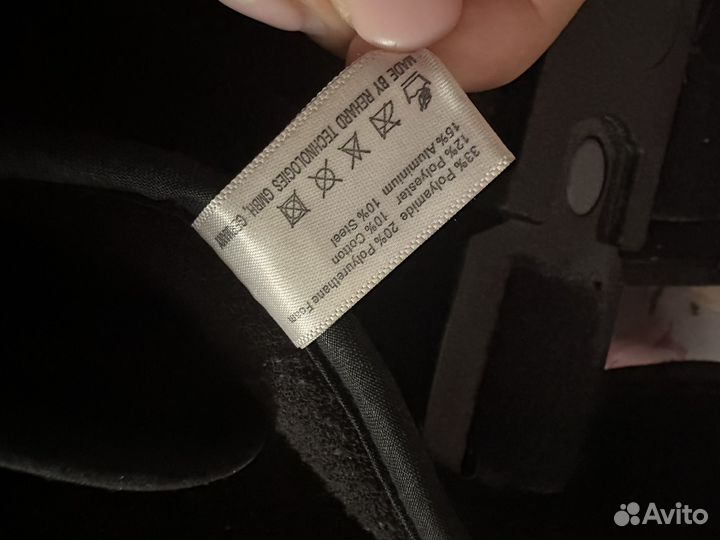 33% Polyamide 20% Polyurethane Foam
12% Polyester 10% Cotton
15% Aluminium 10% Steel
MADE BY REHARD TECHNOLOGIES GMBH, GERMANY
Avito